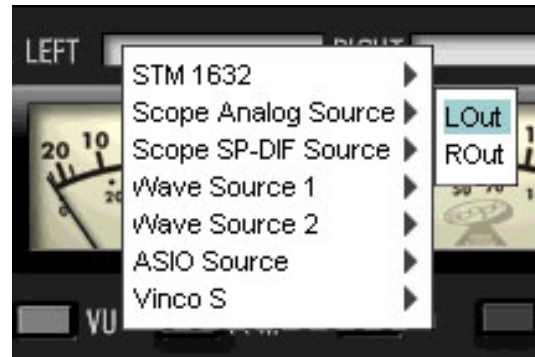 LEFT
STM 1632
Scope Analog Source
LOut
Scope SP-DIF Source
ROut
Wave Source 1
Wave Source 2
ASIO Source
Vinco S
20 10
VU